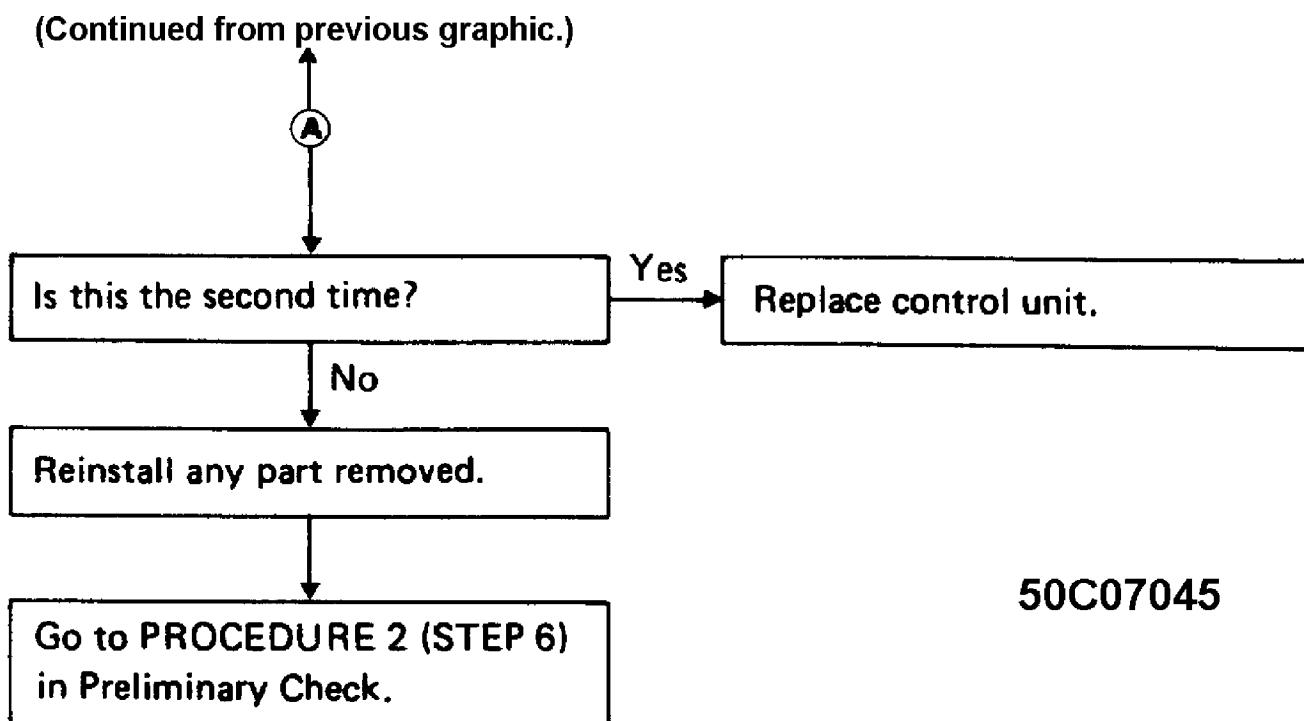 (Continued from previous graphic.)
A
Is this the second time?
Yes
Replace control unit.
No
Reinstall any part removed.
Go to PROCEDURE 2 (STEP 6)
in Preliminary Check.
50C07045